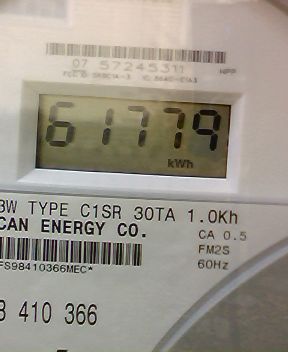 07 57245311
61779
kWh
3W TYPE C1SR 30TA 1.0Kh
CAN ENERGY CO.
CA 0.5
FM2S
FS98410366MEC*
60Hz
410 366